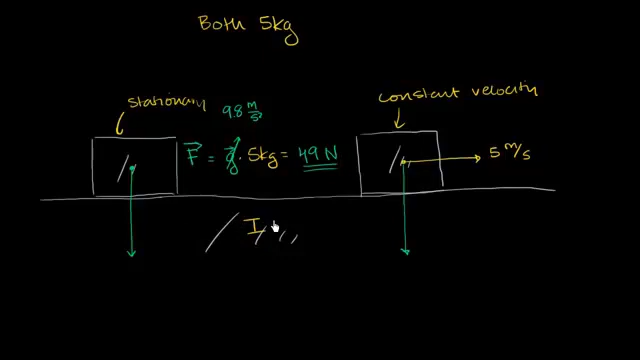 Both 5kg
stationary
constant velocity
9.8 m/s²
F⃗ = g⃗ · 5kg = 49 N
5 m/s
I